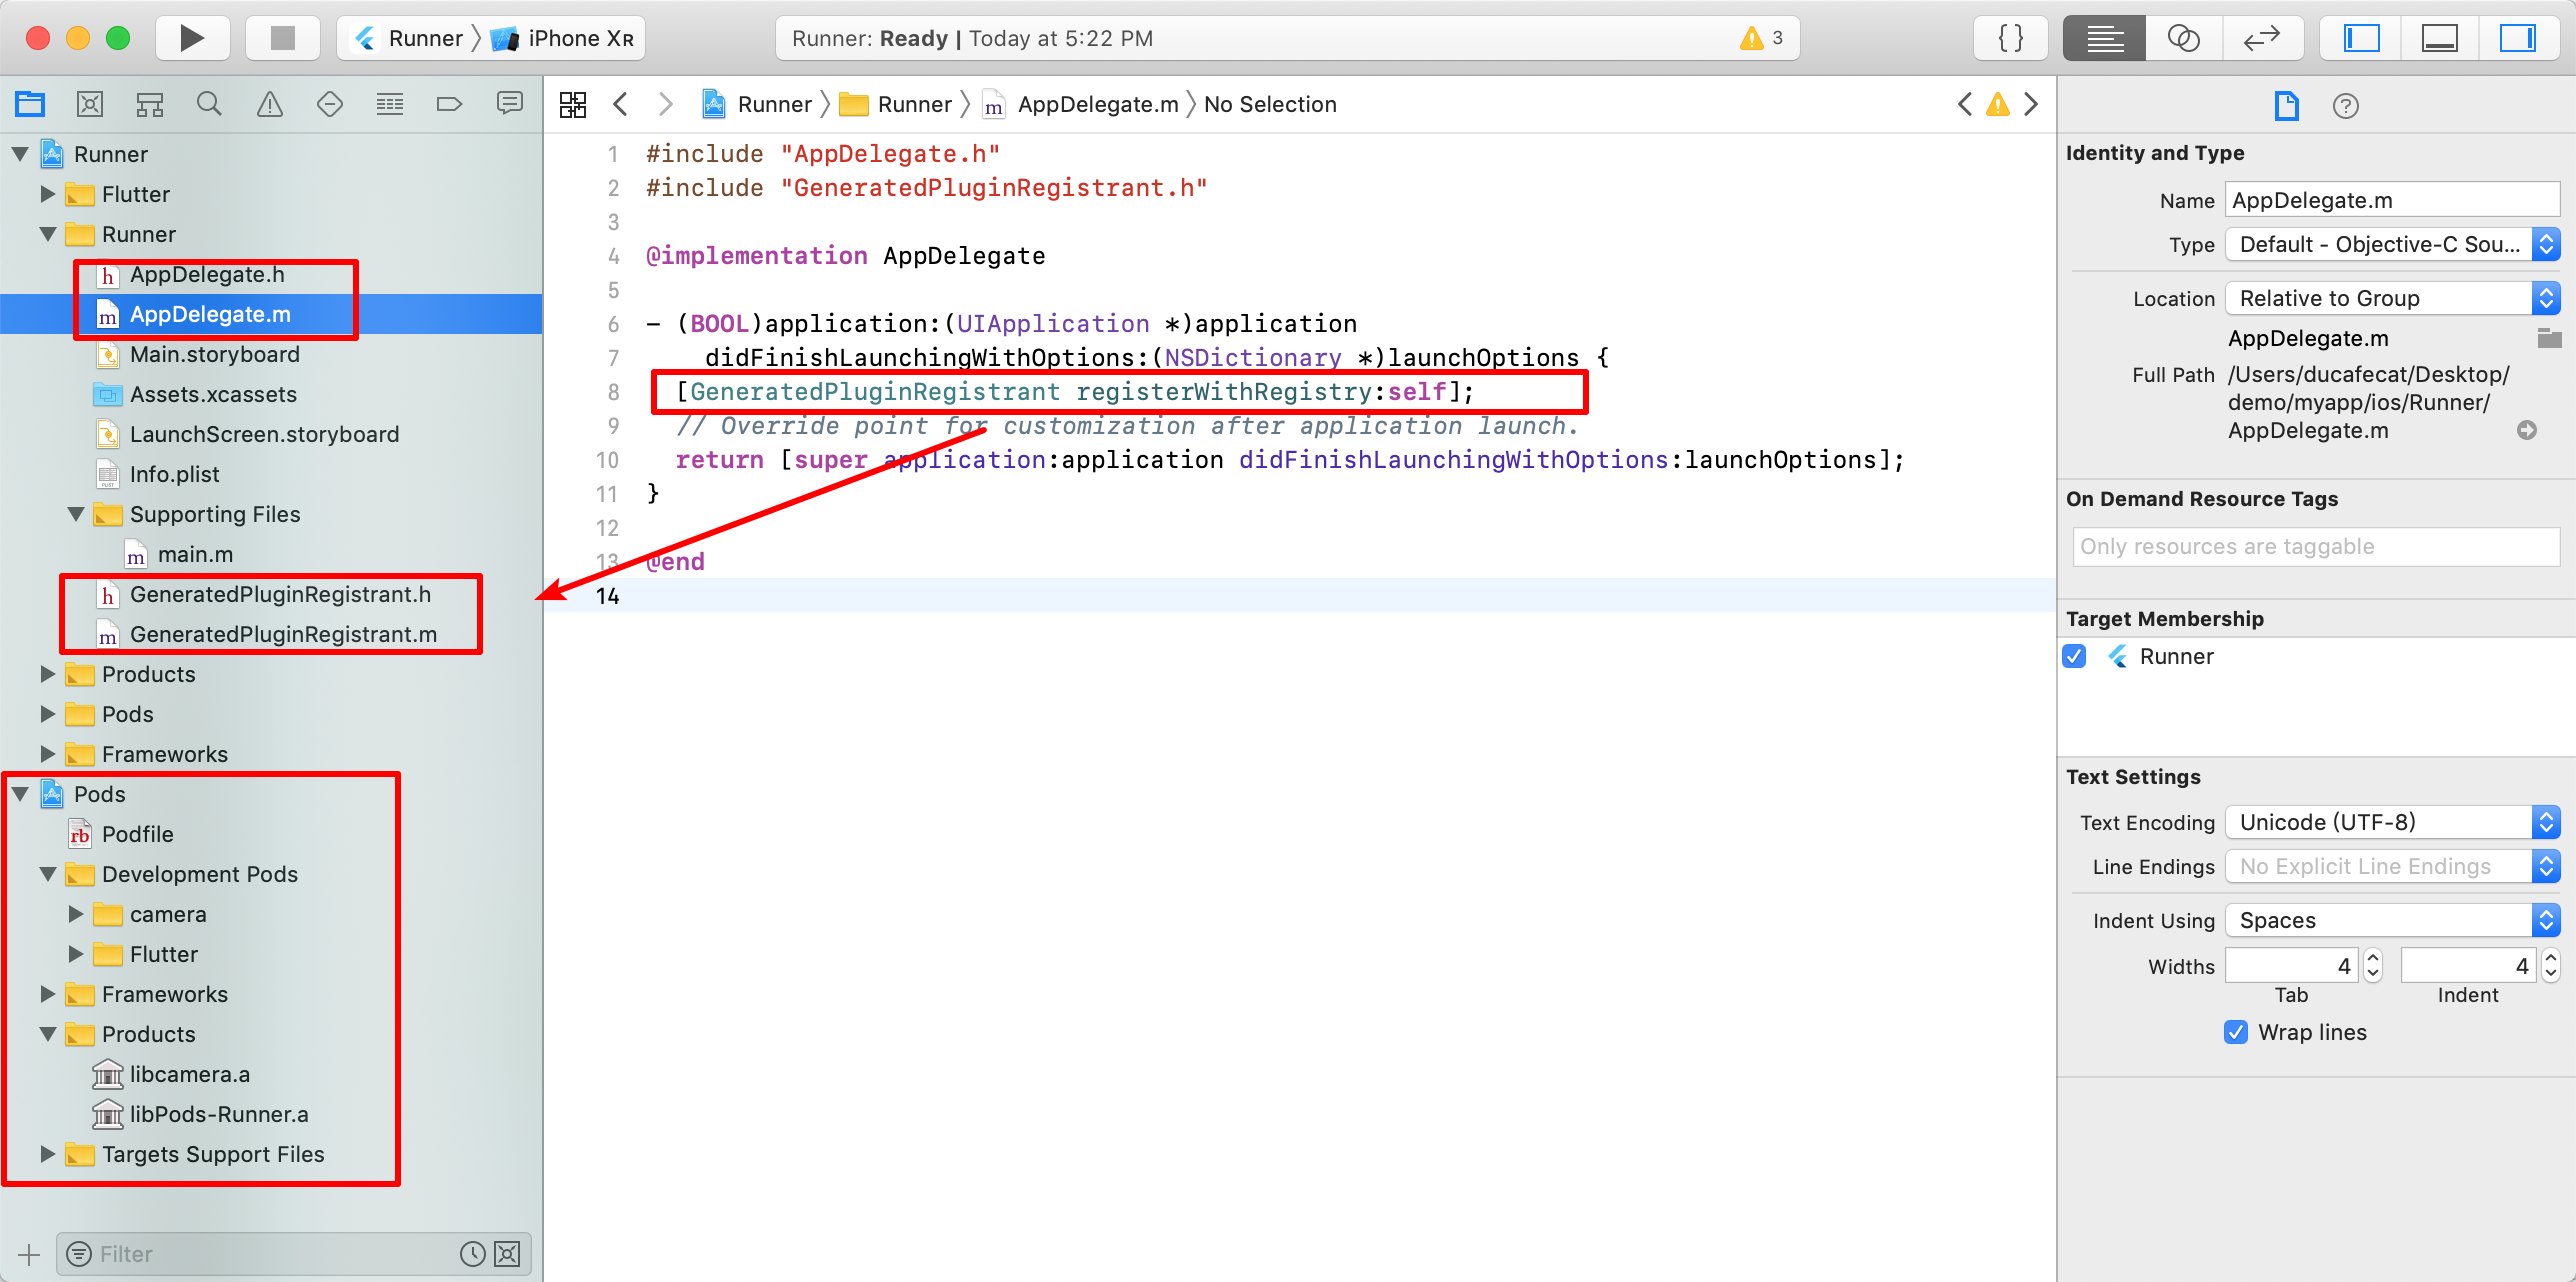 Runner 〉 iPhone XR
Runner: Ready | Today at 5:22 PM
3
{ }
Runner 〉 Runner 〉 m AppDelegate.m 〉 No Selection
Runner
Flutter
Runner
h AppDelegate.h
m AppDelegate.m
Main.storyboard
Assets.xcassets
LaunchScreen.storyboard
Info.plist
Supporting Files
m main.m
h GeneratedPluginRegistrant.h
m GeneratedPluginRegistrant.m
Products
Pods
Frameworks
Pods
rb Podfile
Development Pods
camera
Flutter
Frameworks
Products
libcamera.a
libPods-Runner.a
Targets Support Files
Filter
1 #include "AppDelegate.h"
2 #include "GeneratedPluginRegistrant.h"
3
4 @implementation AppDelegate
5
6 - (BOOL)application:(UIApplication *)application
7     didFinishLaunchingWithOptions:(NSDictionary *)launchOptions {
8   [GeneratedPluginRegistrant registerWithRegistry:self];
9   // Override point for customization after application launch.
10   return [super application:application didFinishLaunchingWithOptions:launchOptions];
11 }
12
13 @end
14
Identity and Type
Name AppDelegate.m
Type Default - Objective-C Sou...
Location Relative to Group
AppDelegate.m
Full Path /Users/ducafecat/Desktop/
demo/myapp/ios/Runner/
AppDelegate.m
On Demand Resource Tags
Only resources are taggable
Target Membership
Runner
Text Settings
Text Encoding Unicode (UTF-8)
Line Endings No Explicit Line Endings
Indent Using Spaces
Widths 4 4
Tab Indent
Wrap lines